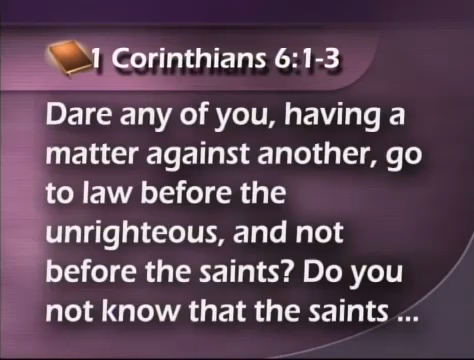 1 Corinthians 6:1-3
Dare any of you, having a
matter against another, go
to law before the
unrighteous, and not
before the saints? Do you
not know that the saints ...